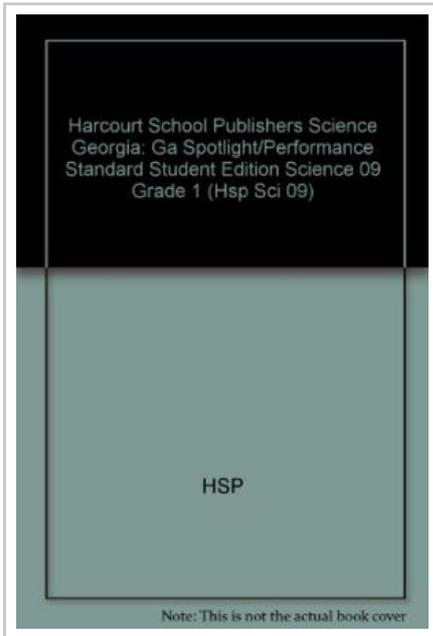 Harcourt School Publishers Science
Georgia: Ga Spotlight/Performance
Standard Student Edition Science 09
Grade 1 (Hsp Sci 09)
HSP
Note: This is not the actual book cover